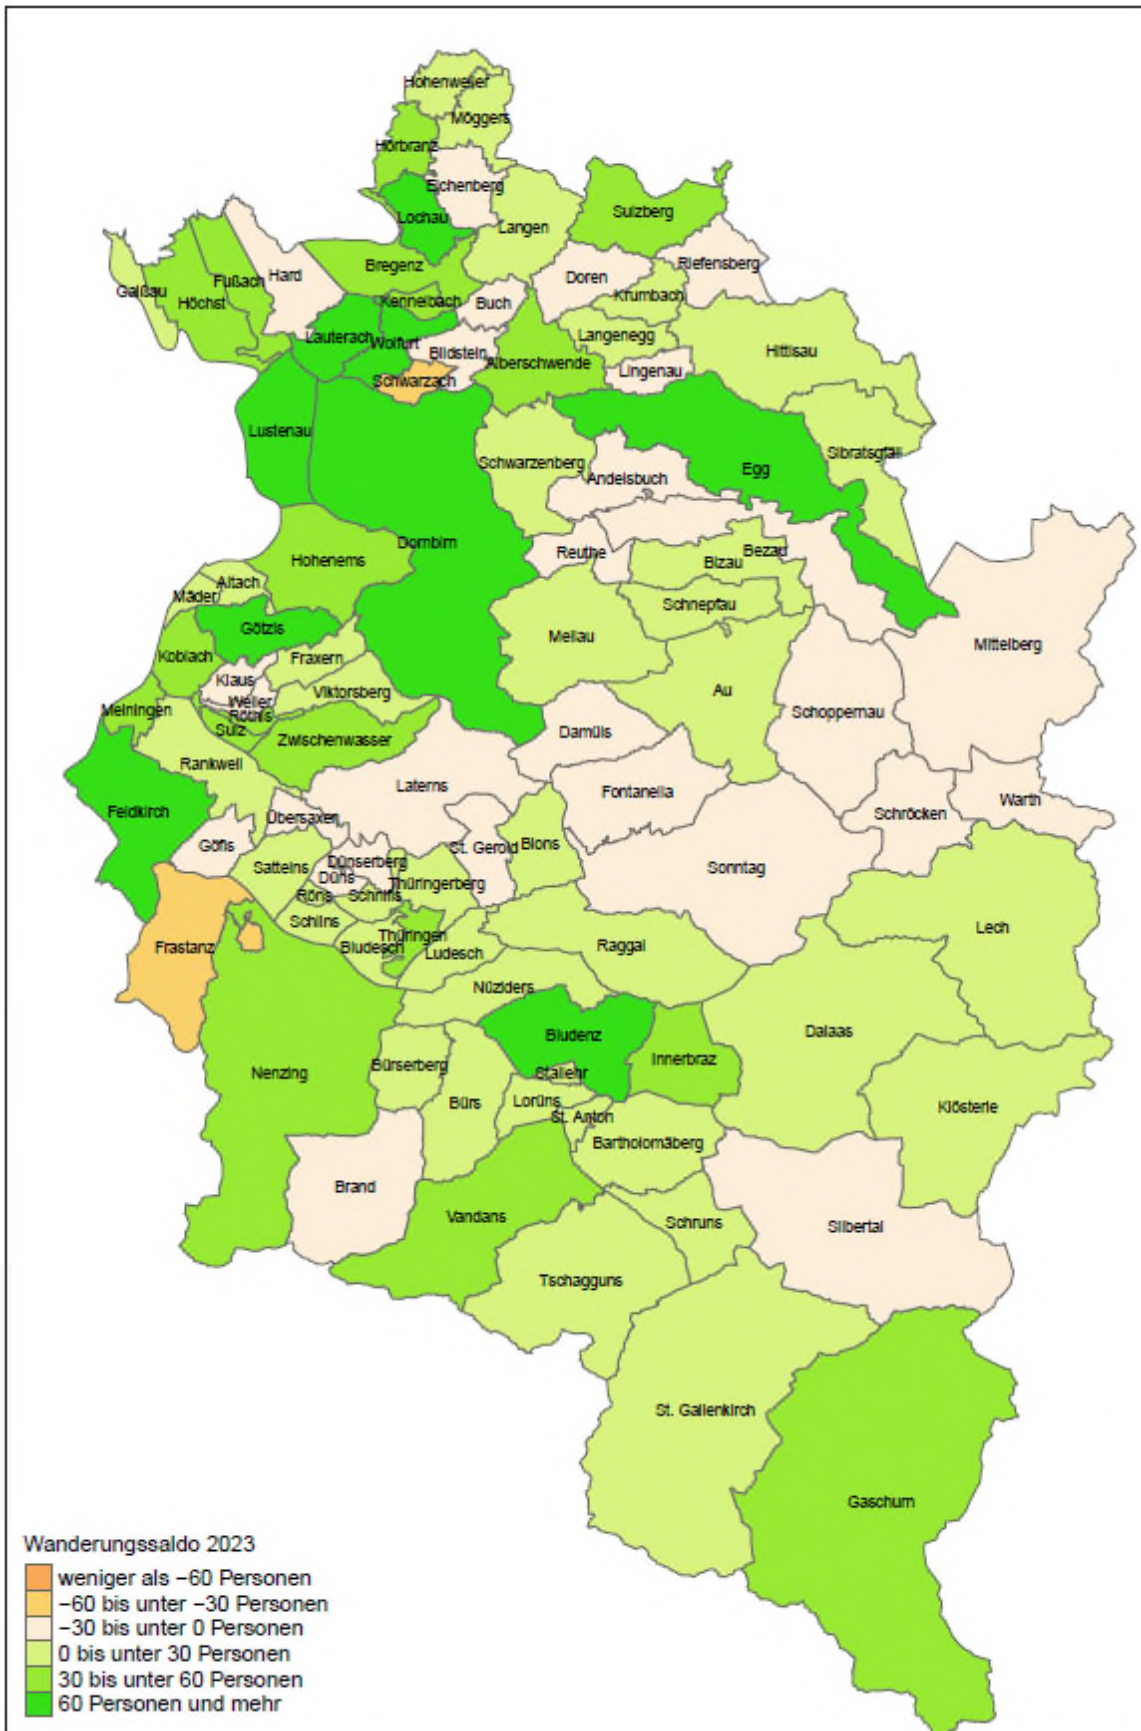 Hohenweiler
Möggers
Hörbranz
Eichenberg
Lochau
Langen
Sulzberg
Bregenz
Doren
Riefensberg
Gaißau
Höchst
Fußach
Hard
Kennelbach
Buch
Krumbach
Lauterach
Wolfurt
Bildstein
Langenegg
Hittisau
Schwarzach
Alberschwende
Lingenau
Lustenau
Schwarzenberg
Andelsbuch
Egg
Sibratsgfäll
Dornbirn
Hohenems
Reuthe
Bizau
Bezau
Altach
Mäder
Schnepfau
Götzis
Mellau
Mittelberg
Koblach
Fraxern
Klaus
Viktorsberg
Weiler
Au
Schoppernau
Meiningen
Röthis
Sulz
Zwischenwasser
Damüls
Rankweil
Laterns
Fontanella
Warth
Feldkirch
Übersaxen
Schröcken
Göfis
St. Gerold
Blons
Satteins
Dünserberg
Düns
Thüringerberg
Sonntag
Röns
Schnifis
Schlins
Lech
Frastanz
Bludesch
Thüringen
Ludesch
Raggal
Nüziders
Dalaas
Bludenz
Nenzing
Bürserberg
Stallehr
Innerbraz
Bürs
Lorüns
St. Anton
Klösterle
Bartholomäberg
Brand
Vandans
Schruns
Silbertal
Tschagguns
St. Gallenkirch
Gaschurn
Wanderungssaldo 2023
weniger als −60 Personen
−60 bis unter −30 Personen
−30 bis unter 0 Personen
0 bis unter 30 Personen
30 bis unter 60 Personen
60 Personen und mehr